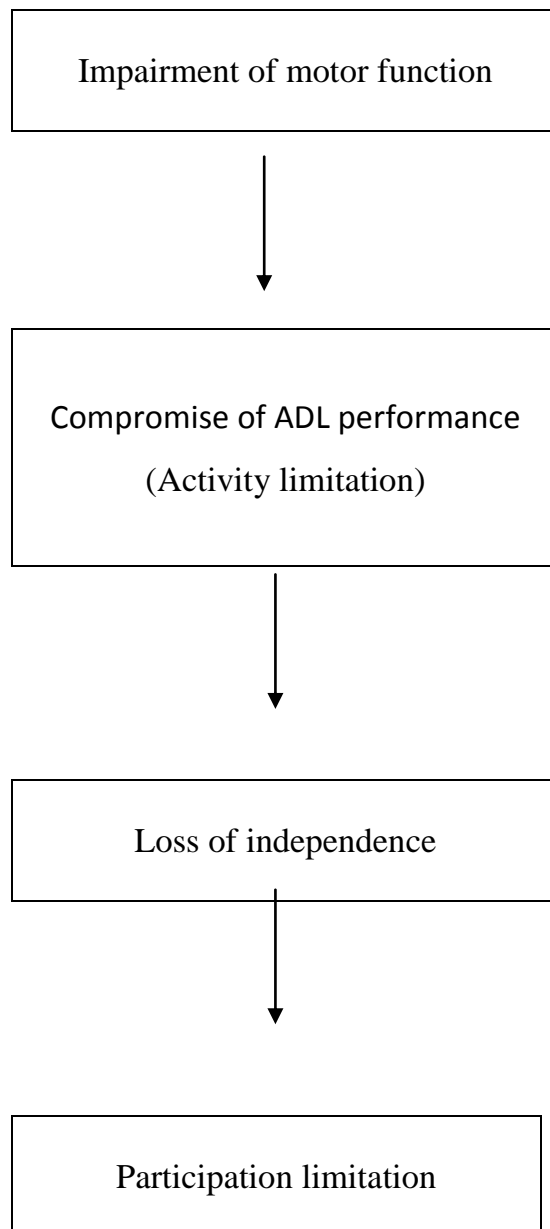 Impairment of motor function
Compromise of ADL performance
(Activity limitation)
Loss of independence
Participation limitation